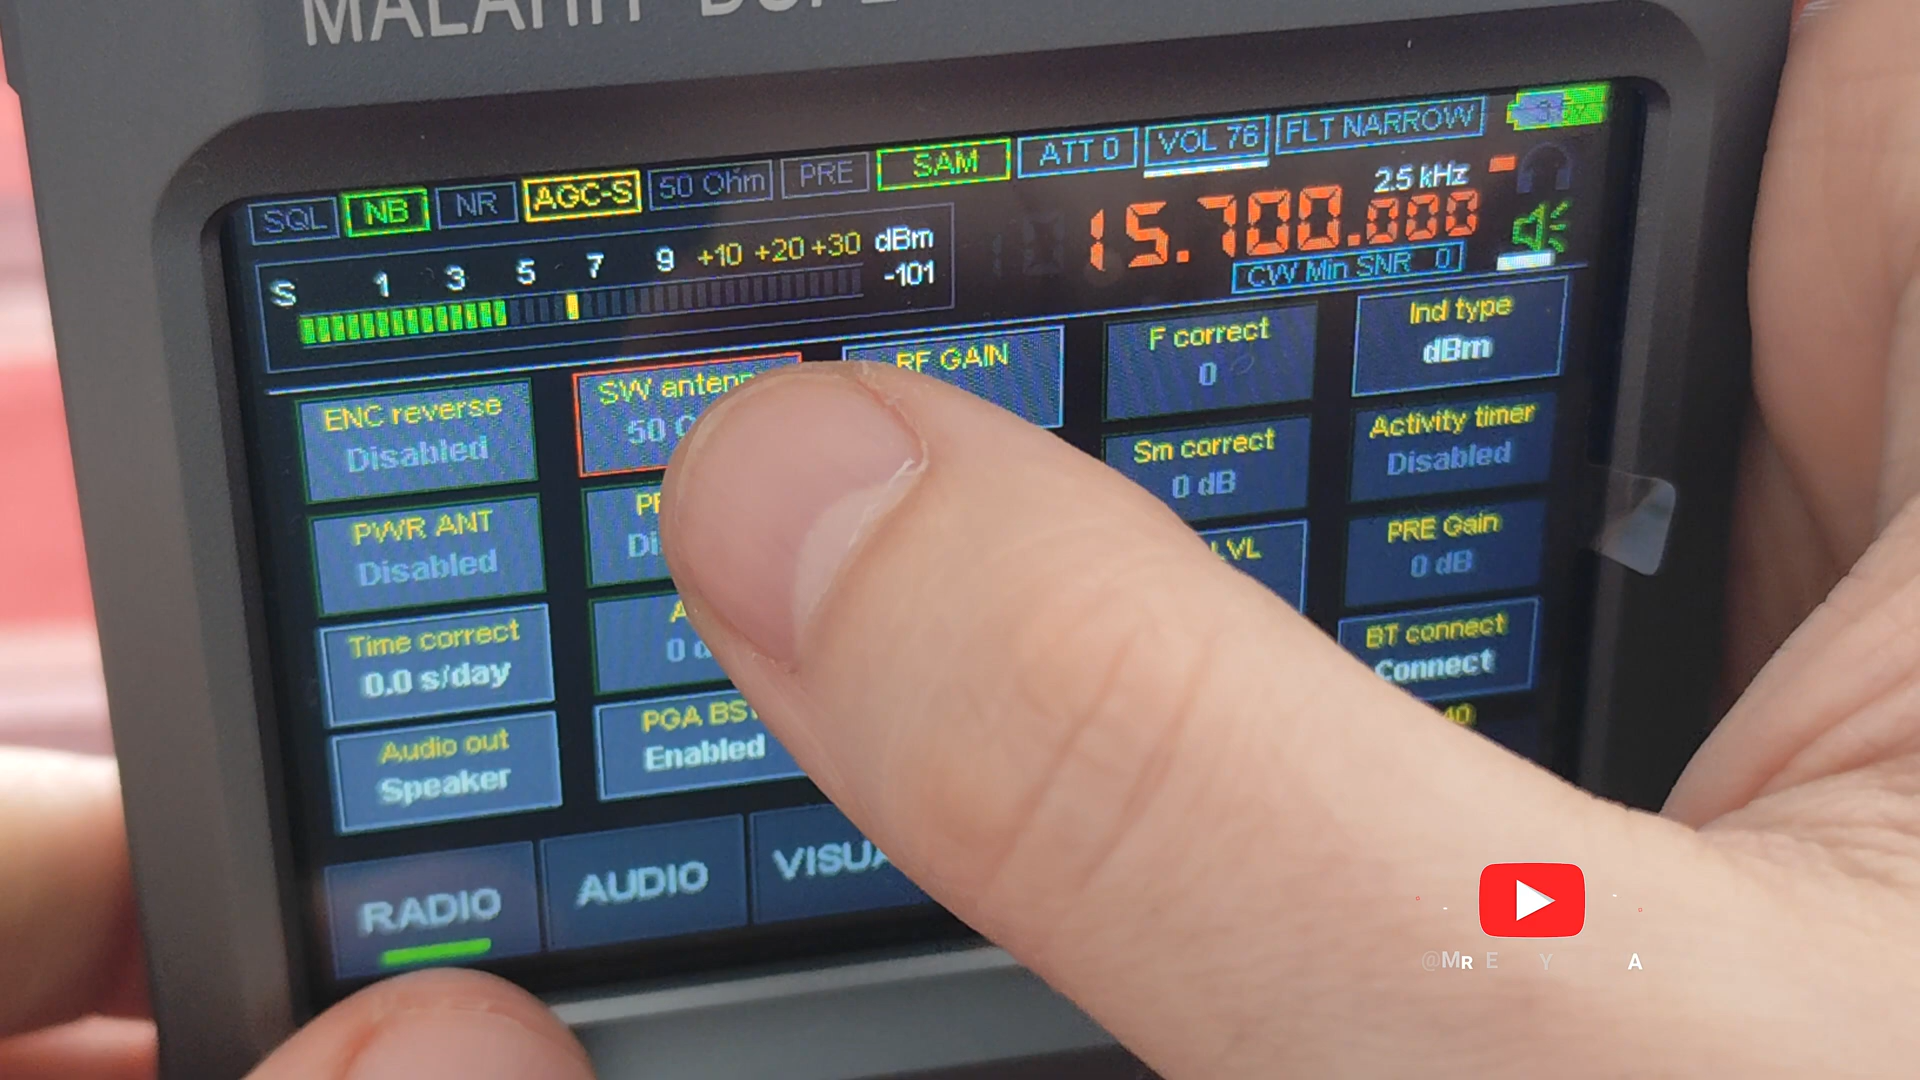 MALAHIT
SQL NB NR AGC-S 50 Ohm PRE SAM ATT 0 VOL 76 FLT NARROW
2.5 kHz
15.700.000
CW Min SNR 0
S 1 3 5 7 9 +10 +20 +30 dBm
-101
ENC reverse
Disabled
SW
50
RF GAIN
F correct
0
Ind type
dBm
PWR ANT
Disabled
Sm correct
0 dB
Activity timer
Disabled
Time correct
0.0 s/day
0
LVL
PRE Gain
0 dB
Audio out
Speaker
PGA
Enabled
BT connect
Connect
RADIO
AUDIO